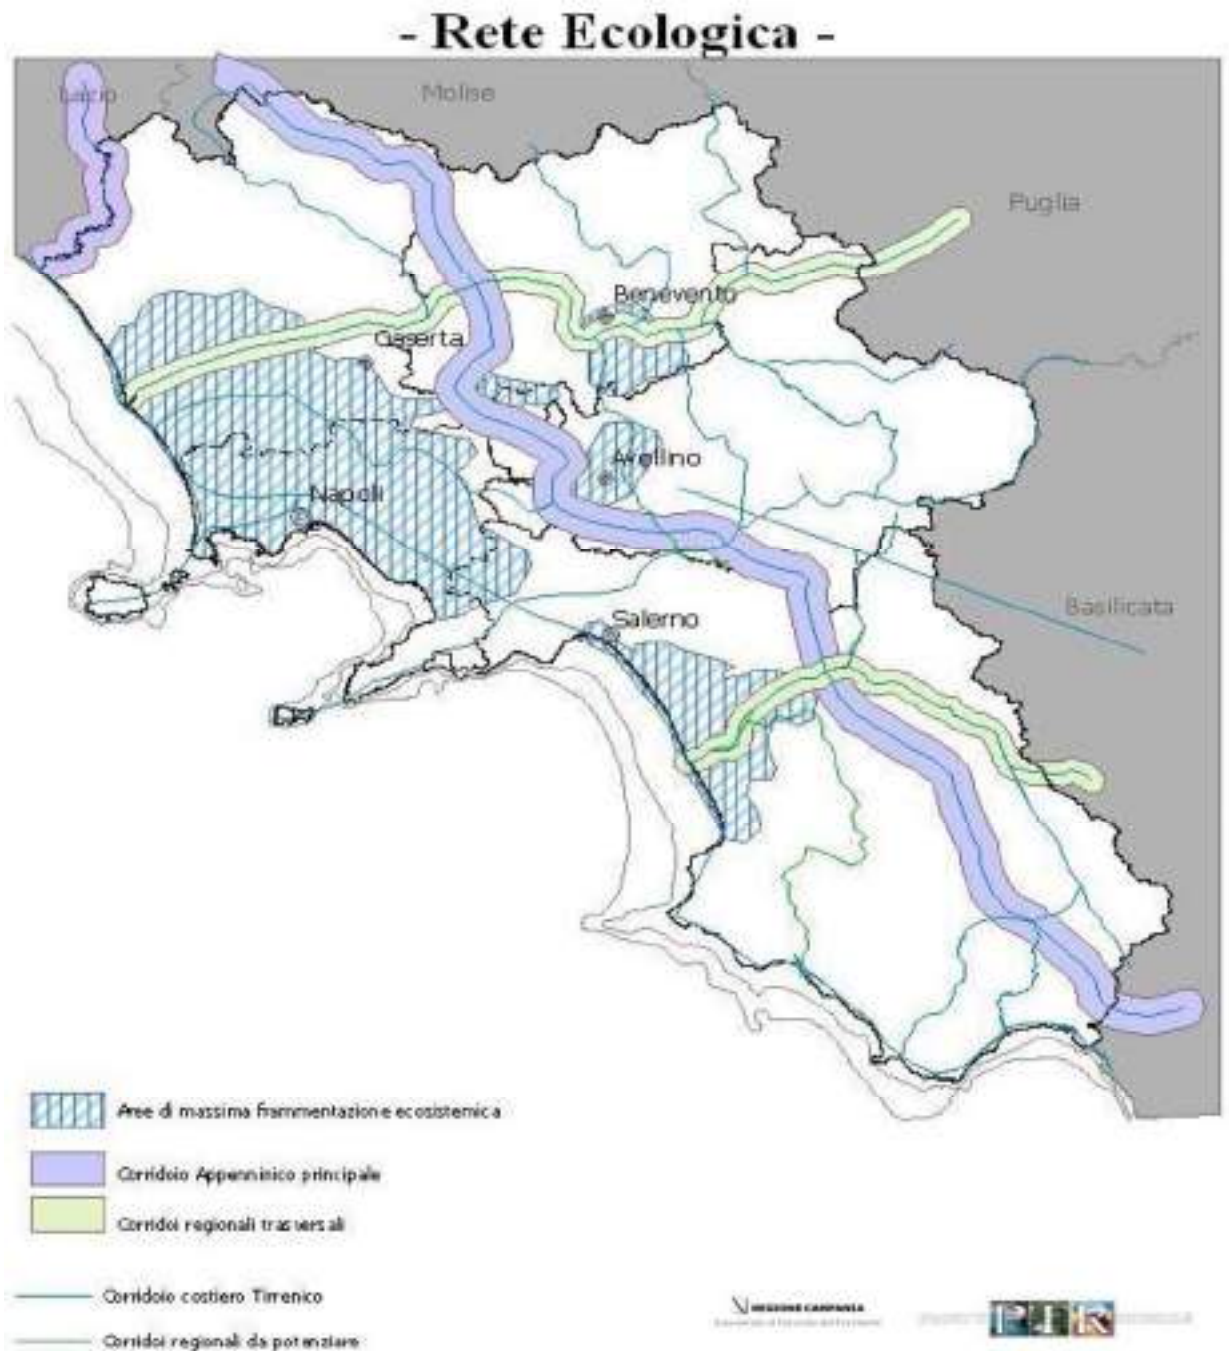 - Rete Ecologica -
Lazio
Molise
Puglia
Benevento
Caserta
Avellino
Napoli
Basilicata
Salerno
Aree di massima frammentazione ecosistemica
Corridoio Appenninico principale
Corridoi regionali trasversali
Corridoio costiero Tirrenico
Corridoi regionali da potenziare
REGIONE CAMPANIA
PTR